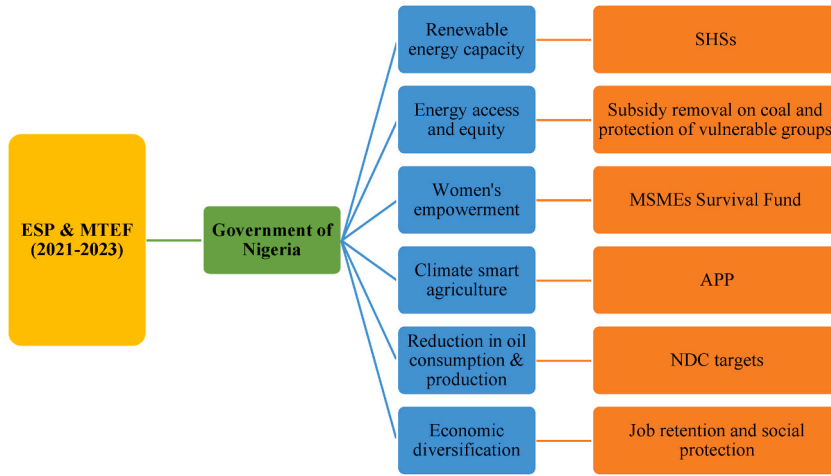 ESP & MTEF
(2021-2023)
Government of
Nigeria
Renewable
energy capacity
SHSs
Energy access
and equity
Subsidy removal on coal and
protection of vulnerable groups
Women's
empowerment
MSMEs Survival Fund
Climate smart
agriculture
APP
Reduction in oil
consumption &
production
NDC targets
Economic
diversification
Job retention and social
protection